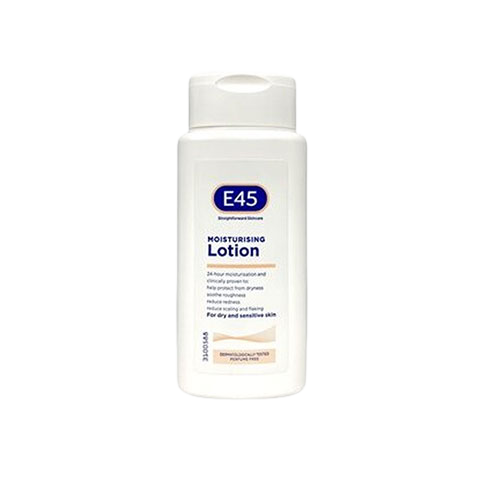 E45
Straightforward Skincare
MOISTURISING
Lotion
24-hour moisturisation and
clinically proven to:
help protect from dryness
soothe roughness
reduce redness
reduce scaling and flaking
For dry and sensitive skin
DERMATOLOGICALLY TESTED
PERFUME FREE